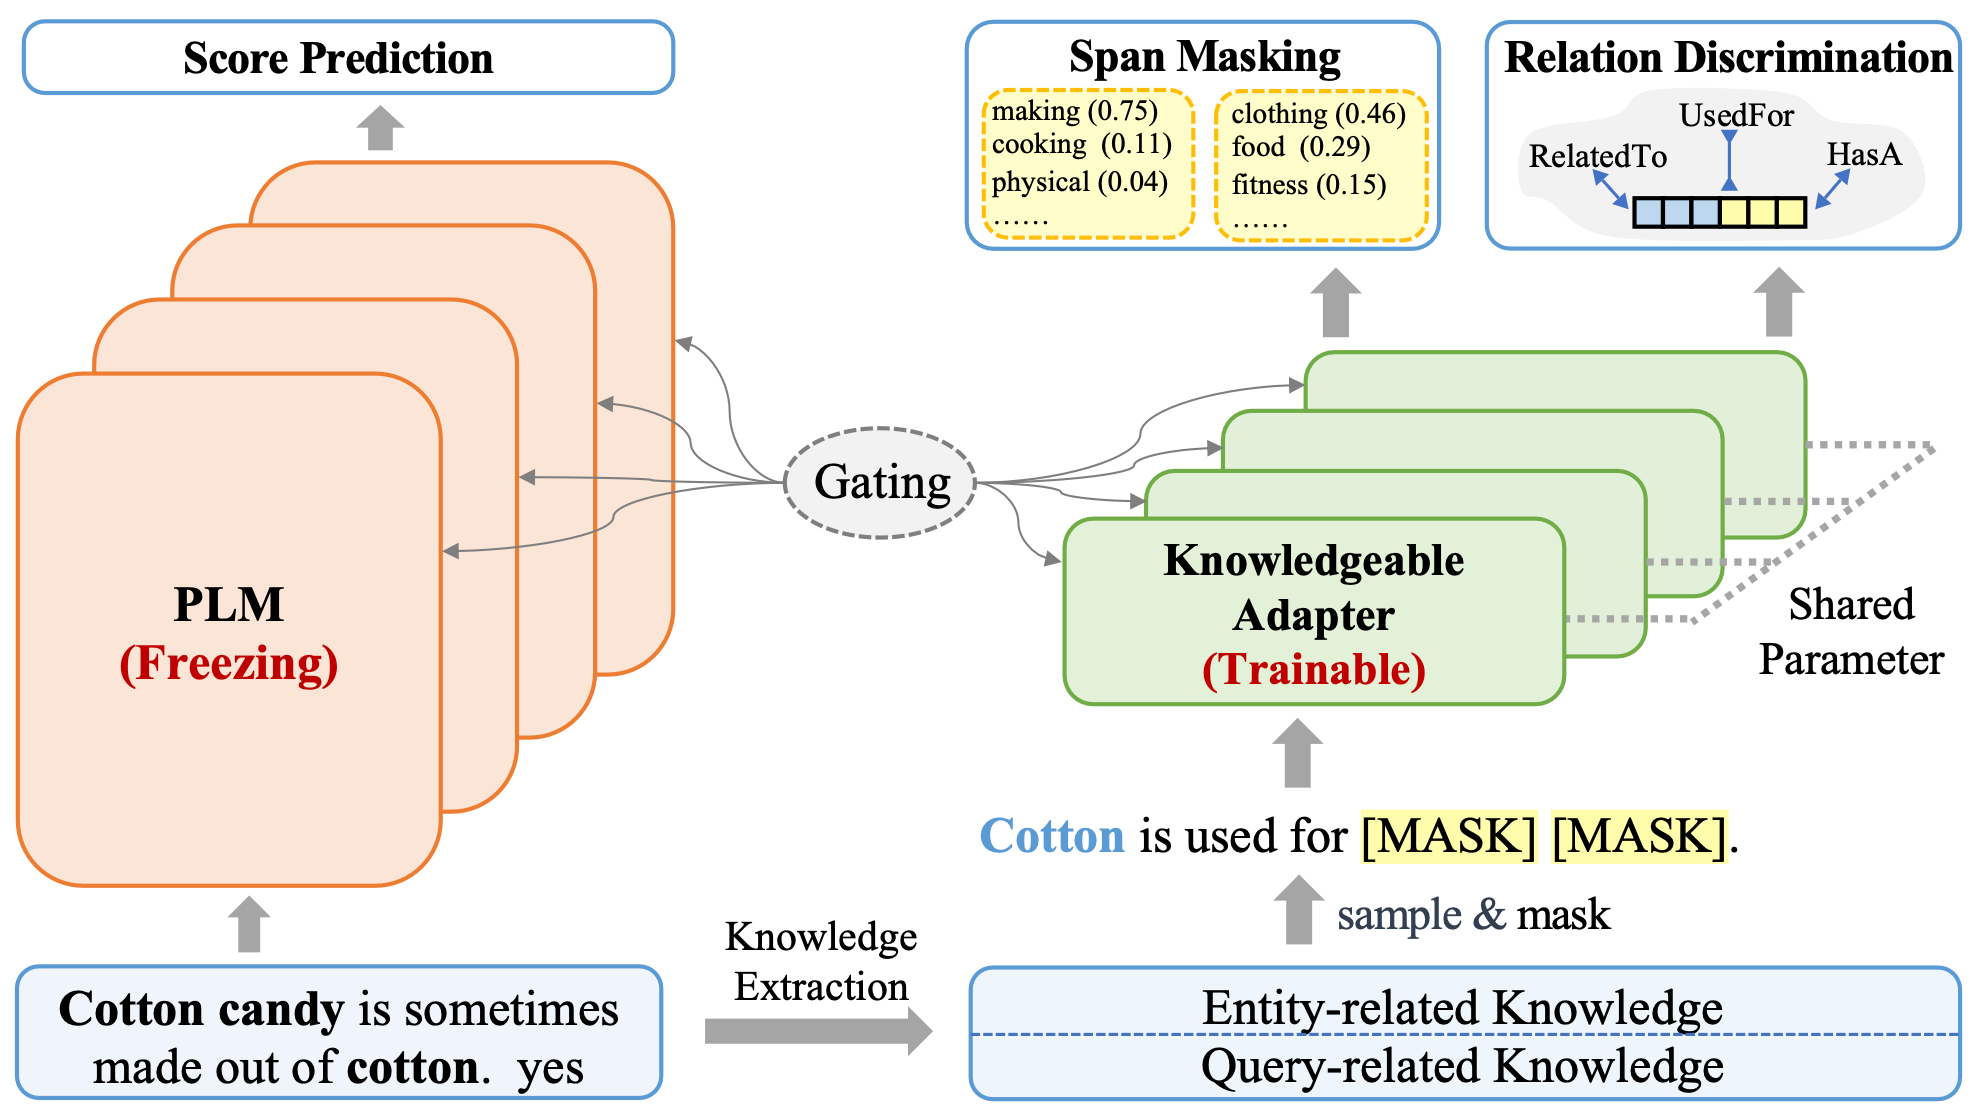 Score Prediction
Span Masking
making (0.75)
cooking (0.11)
physical (0.04)
......
clothing (0.46)
food (0.29)
fitness (0.15)
......
Relation Discrimination
UsedFor
RelatedTo
HasA
Gating
PLM
(Freezing)
Knowledgeable
Adapter
(Trainable)
Shared
Parameter
Cotton is used for [MASK] [MASK].
sample & mask
Knowledge
Extraction
Cotton candy is sometimes
made out of cotton. yes
Entity-related Knowledge
Query-related Knowledge